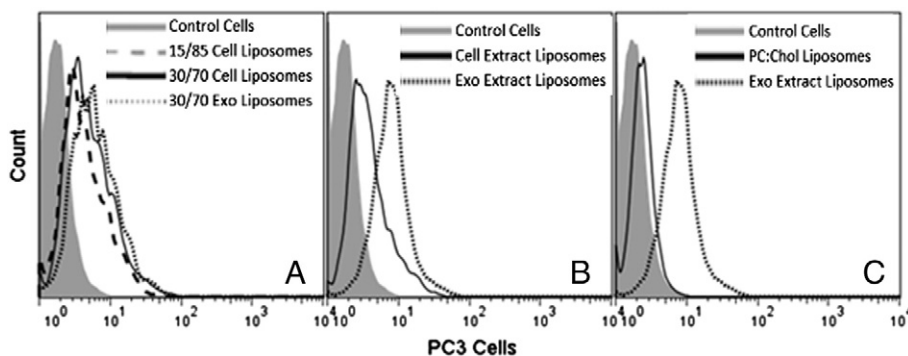 Control Cells
15/85 Cell Liposomes
30/70 Cell Liposomes
30/70 Exo Liposomes
Control Cells
Cell Extract Liposomes
Exo Extract Liposomes
Control Cells
PC:Chol Liposomes
Exo Extract Liposomes
Count
A
B
C
10^0 10^1 10^2 10^3 10^4
10^0 10^1 10^2 10^3 10^4
10^0 10^1 10^2 10^3 10^4
PC3 Cells